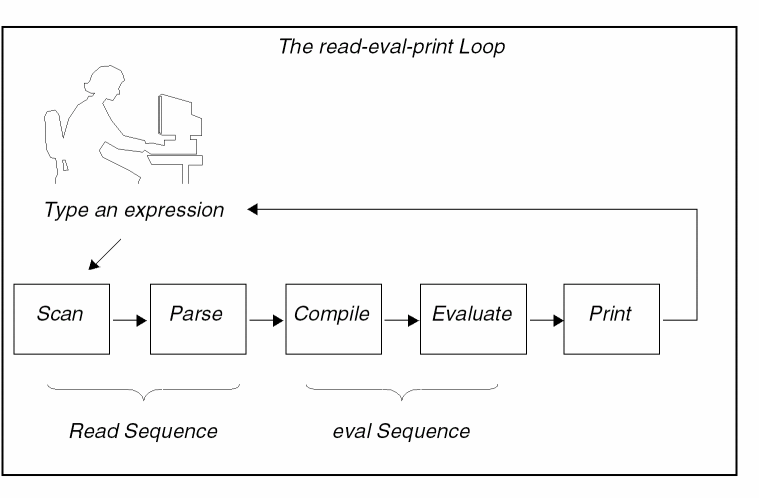 The read-eval-print Loop
Type an expression
Scan
Parse
Compile
Evaluate
Print
Read Sequence
eval Sequence